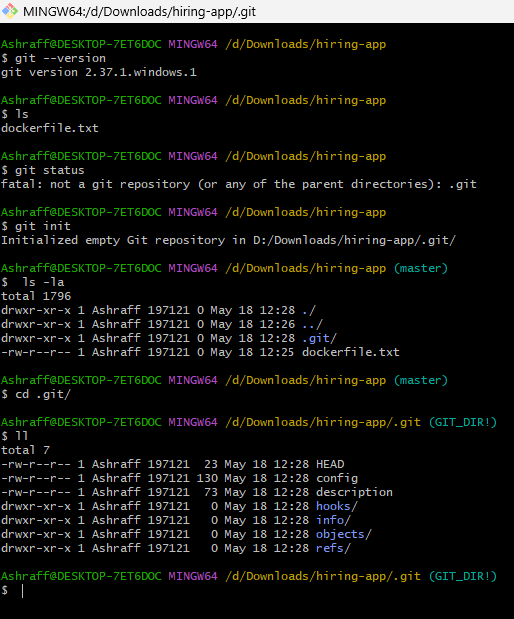 MINGW64:/d/Downloads/hiring-app/.git
Ashraff@DESKTOP-7ET6DOC MINGW64 /d/Downloads/hiring-app
$ git --version
git version 2.37.1.windows.1
Ashraff@DESKTOP-7ET6DOC MINGW64 /d/Downloads/hiring-app
$ ls
dockerfile.txt
Ashraff@DESKTOP-7ET6DOC MINGW64 /d/Downloads/hiring-app
$ git status
fatal: not a git repository (or any of the parent directories): .git
Ashraff@DESKTOP-7ET6DOC MINGW64 /d/Downloads/hiring-app
$ git init
Initialized empty Git repository in D:/Downloads/hiring-app/.git/
Ashraff@DESKTOP-7ET6DOC MINGW64 /d/Downloads/hiring-app (master)
$  ls -la
total 1796
drwxr-xr-x 1 Ashraff 197121 0 May 18 12:28 ./
drwxr-xr-x 1 Ashraff 197121 0 May 18 12:26 ../
drwxr-xr-x 1 Ashraff 197121 0 May 18 12:28 .git/
-rw-r--r-- 1 Ashraff 197121 0 May 18 12:25 dockerfile.txt
Ashraff@DESKTOP-7ET6DOC MINGW64 /d/Downloads/hiring-app (master)
$ cd .git/
Ashraff@DESKTOP-7ET6DOC MINGW64 /d/Downloads/hiring-app/.git (GIT_DIR!)
$ ll
total 7
-rw-r--r-- 1 Ashraff 197121  23 May 18 12:28 HEAD
-rw-r--r-- 1 Ashraff 197121 130 May 18 12:28 config
-rw-r--r-- 1 Ashraff 197121  73 May 18 12:28 description
drwxr-xr-x 1 Ashraff 197121   0 May 18 12:28 hooks/
drwxr-xr-x 1 Ashraff 197121   0 May 18 12:28 info/
drwxr-xr-x 1 Ashraff 197121   0 May 18 12:28 objects/
drwxr-xr-x 1 Ashraff 197121   0 May 18 12:28 refs/
Ashraff@DESKTOP-7ET6DOC MINGW64 /d/Downloads/hiring-app/.git (GIT_DIR!)
$